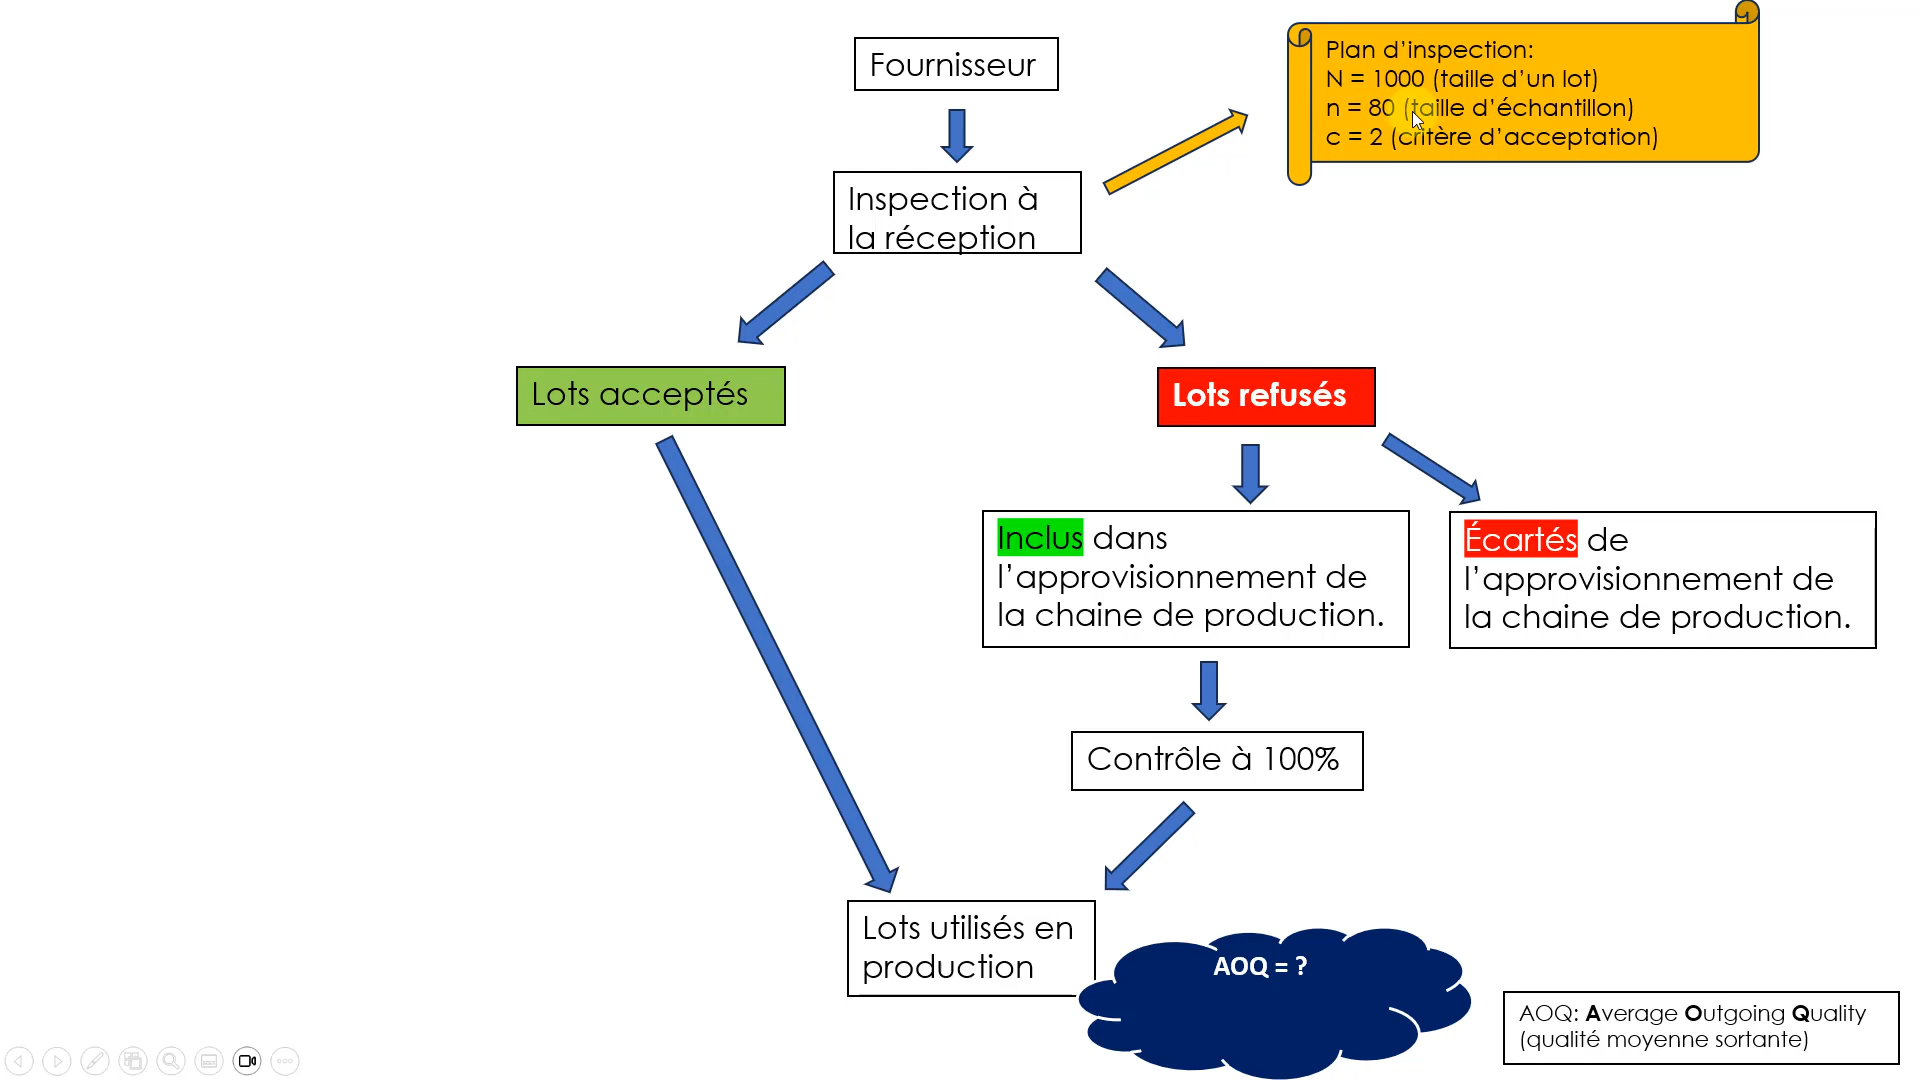 Fournisseur
Plan d’inspection:
N = 1000 (taille d’un lot)
n = 80 (taille d’échantillon)
c = 2 (critère d’acceptation)
Inspection à
la réception
Lots acceptés
Lots refusés
Inclus dans
l’approvisionnement de
la chaine de production.
Écartés de
l’approvisionnement de
la chaine de production.
Contrôle à 100%
Lots utilisés en
production
AOQ = ?
AOQ: Average Outgoing Quality
(qualité moyenne sortante)